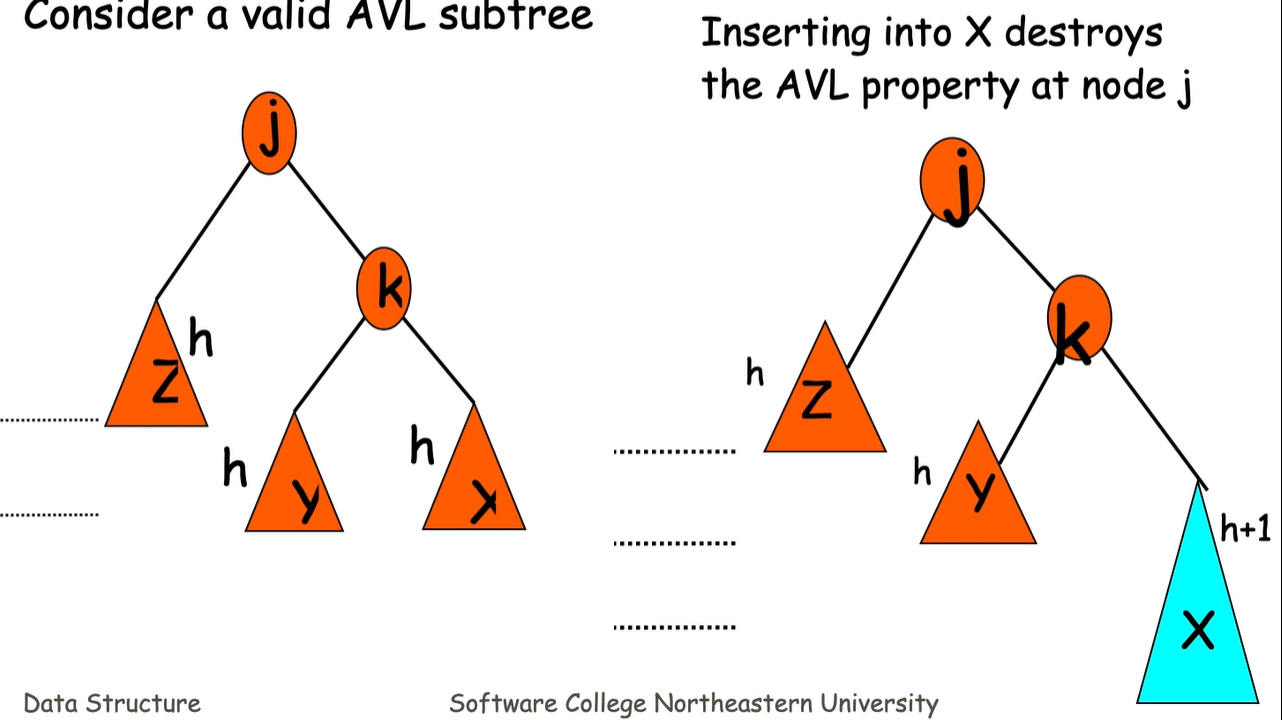 Consider a valid AVL subtree
j
k
h
Z
h
y
h
X
Inserting into X destroys
the AVL property at node j
j
k
h
Z
h
y
h+1
X
Data Structure
Software College Northeastern University